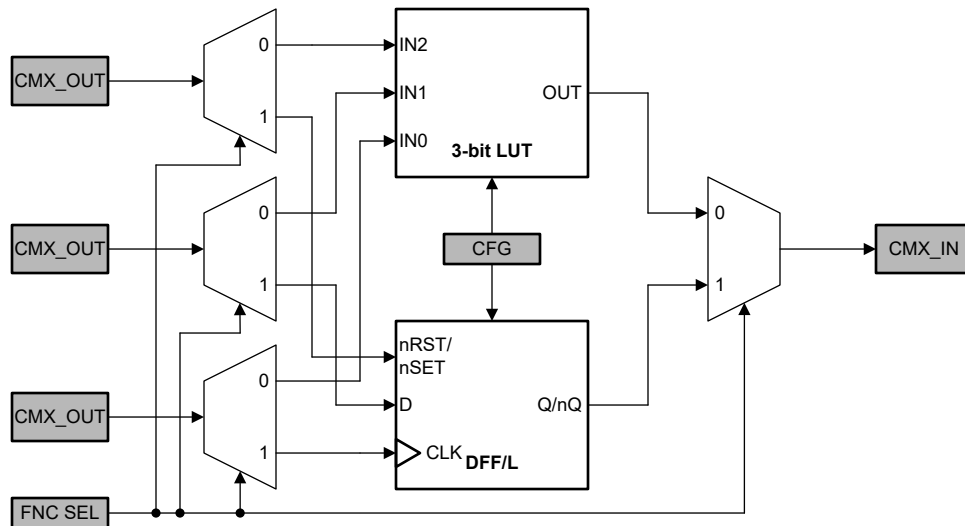 CMX_OUT
0
1
IN2
IN1
IN0
OUT
3-bit LUT
CMX_OUT
0
1
CFG
0
1
CMX_IN
CMX_OUT
0
1
nRST/
nSET
D
CLK
DFF/L
Q/nQ
FNC SEL